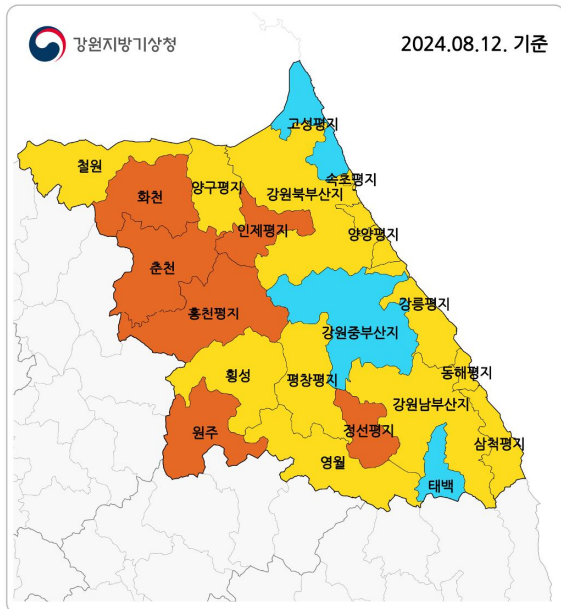 강원지방기상청
2024.08.12. 기준
고성평지
철원
속초평지
양구평지
화천
강원북부산지
인제평지
양양평지
춘천
강릉평지
홍천평지
강원중부산지
동해평지
횡성
평창평지
강원남부산지
원주
정선평지
삼척평지
영월
태백